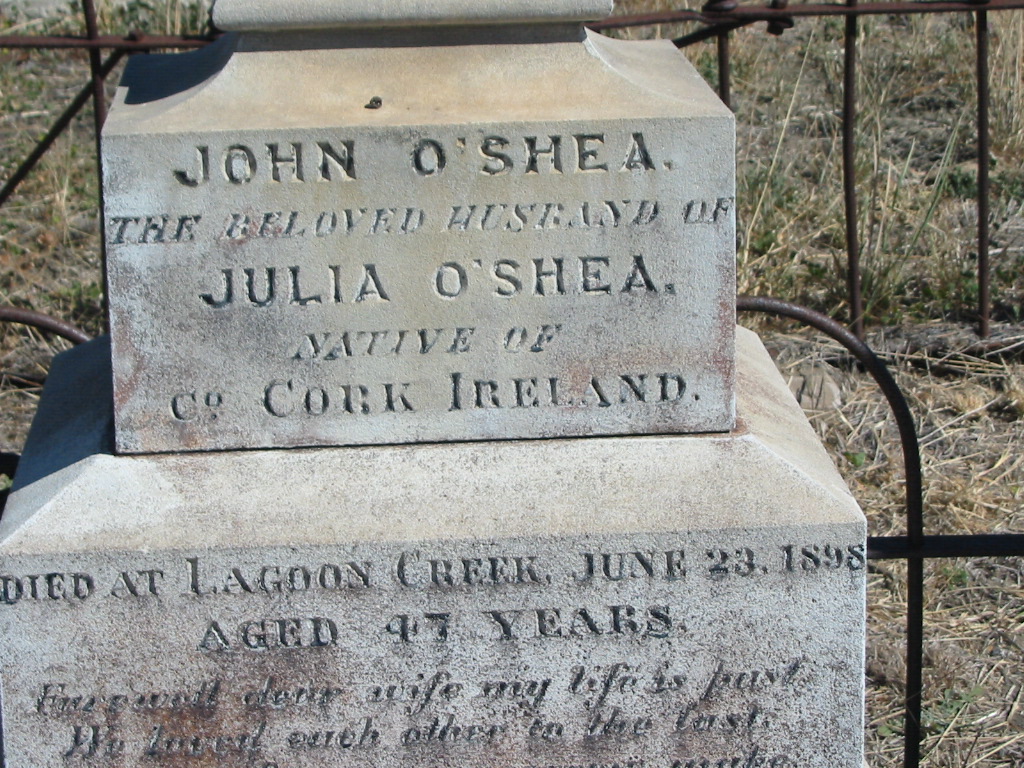 JOHN O'SHEA.
THE BELOVED HUSBAND OF
JULIA O'SHEA.
NATIVE OF
Co. CORK IRELAND.
DIED AT LAGOON CREEK, JUNE 23, 1898
AGED 47 YEARS.
Farewell dear wife my life is past.
We loved each other to the last.